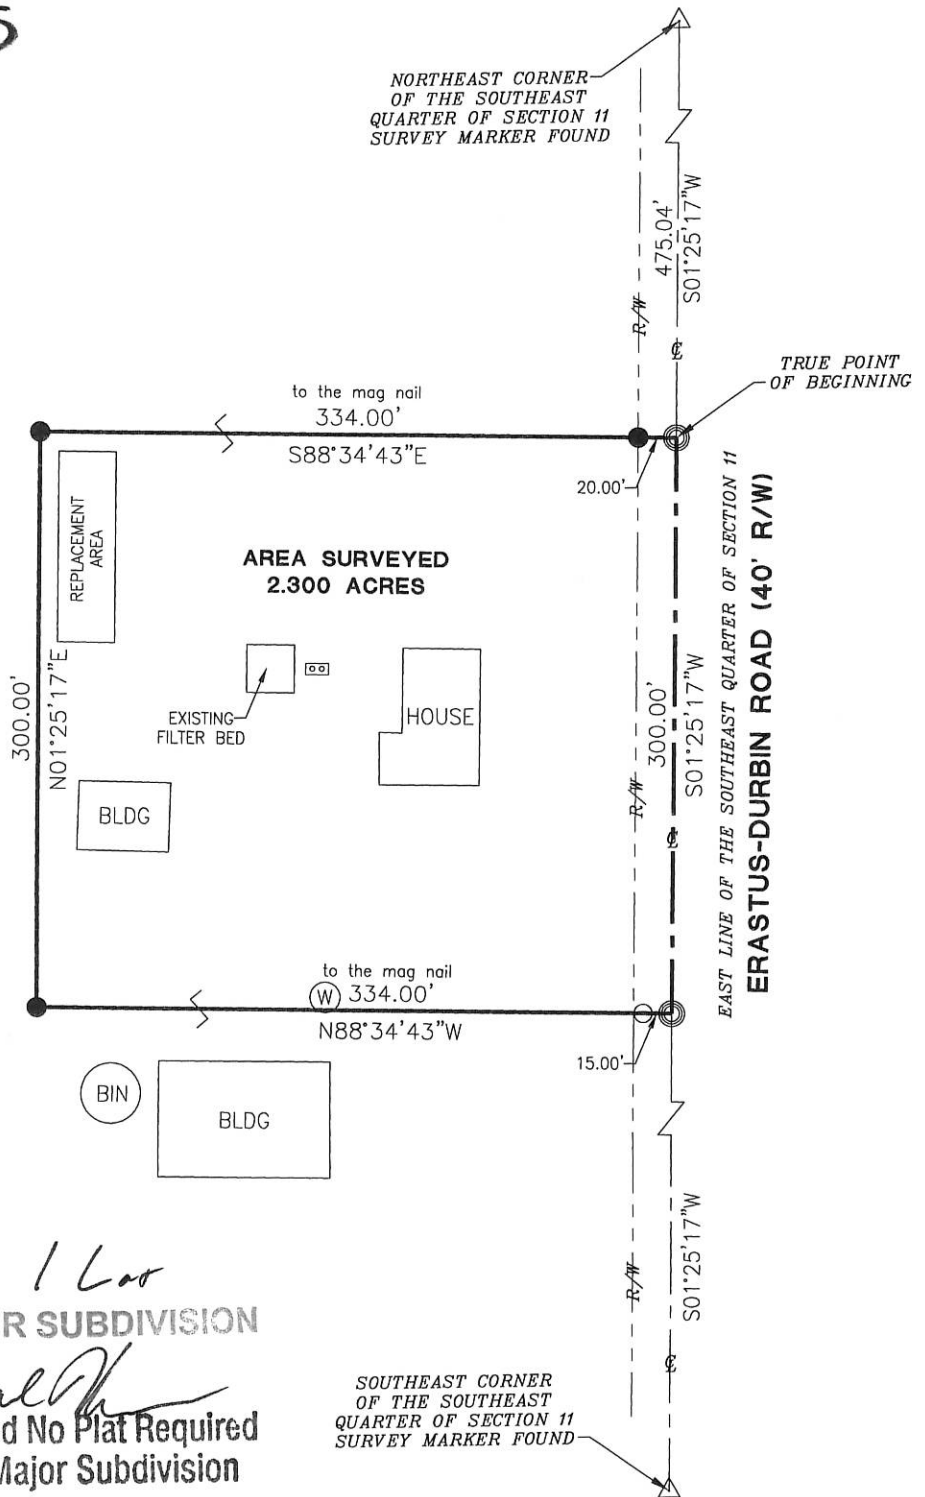 NORTHEAST CORNER
OF THE SOUTHEAST
QUARTER OF SECTION 11
SURVEY MARKER FOUND
475.04'
S01°25'17"W
R/W
℄
TRUE POINT
OF BEGINNING
to the mag nail
334.00'
S88°34'43"E
20.00'
REPLACEMENT
AREA
AREA SURVEYED
2.300 ACRES
300.00'
N01°25'17"E
EXISTING
FILTER BED
HOUSE
BLDG
R/W
300.00'
S01°25'17"W
℄
EAST LINE OF THE SOUTHEAST QUARTER OF SECTION 11
ERASTUS-DURBIN ROAD (40' R/W)
to the mag nail
W 334.00'
N88°34'43"W
15.00'
BIN
BLDG
R/W
S01°25'17"W
℄
1 Lot
R SUBDIVISION
d No Plat Required
Major Subdivision
SOUTHEAST CORNER
OF THE SOUTHEAST
QUARTER OF SECTION 11
SURVEY MARKER FOUND